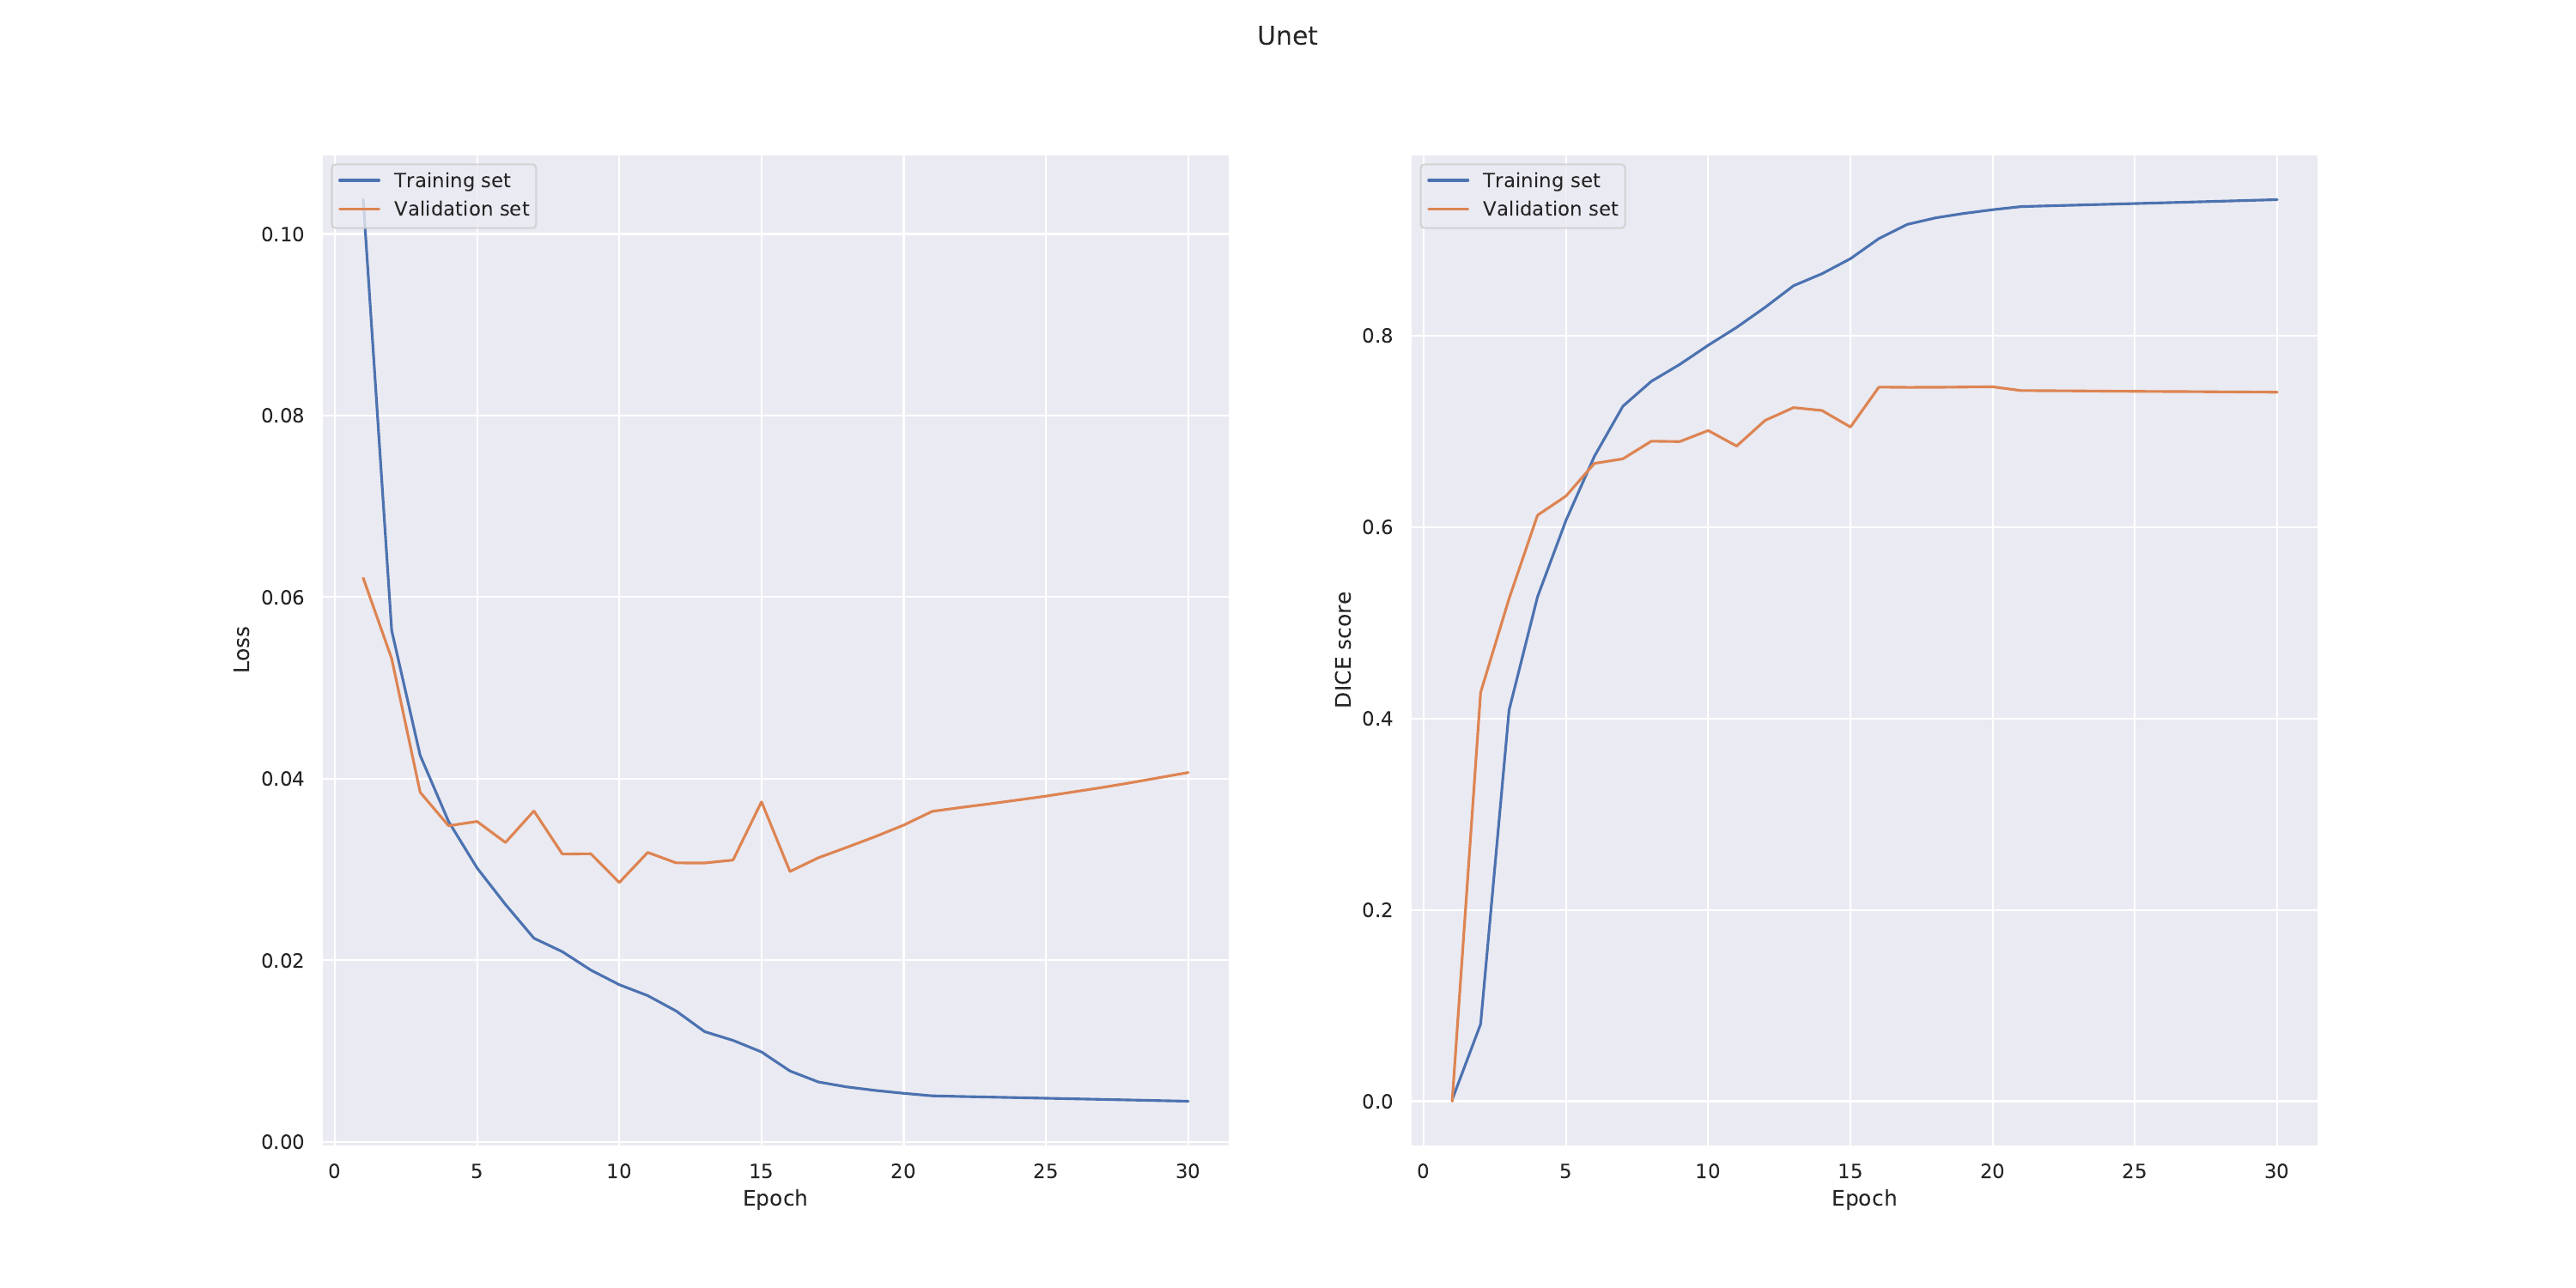 Unet
Training set
Validation set
0.10
0.08
0.06
0.04
0.02
0.00
Loss
0 5 10 15 20 25 30
Epoch
Training set
Validation set
0.8
0.6
0.4
0.2
0.0
DICE score
0 5 10 15 20 25 30
Epoch